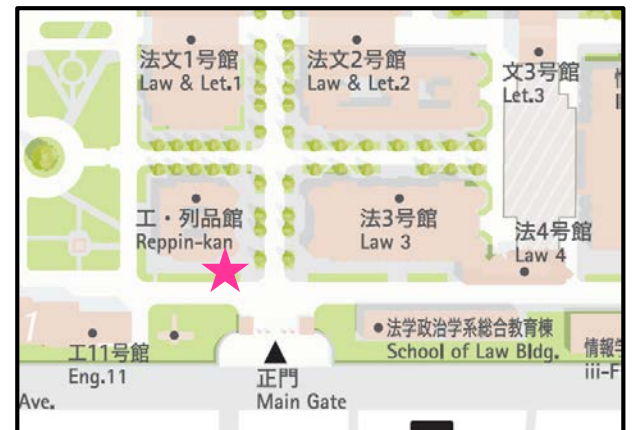 法文1号館
Law & Let.1
法文2号館
Law & Let.2
文3号館
Let.3
工・列品館
Reppin-kan
法3号館
Law 3
法4号館
Law 4
1
工11号館
Eng.11
法学政治学系総合教育棟
School of Law Bldg.
情報学
iii-F
正門
Main Gate
Ave.